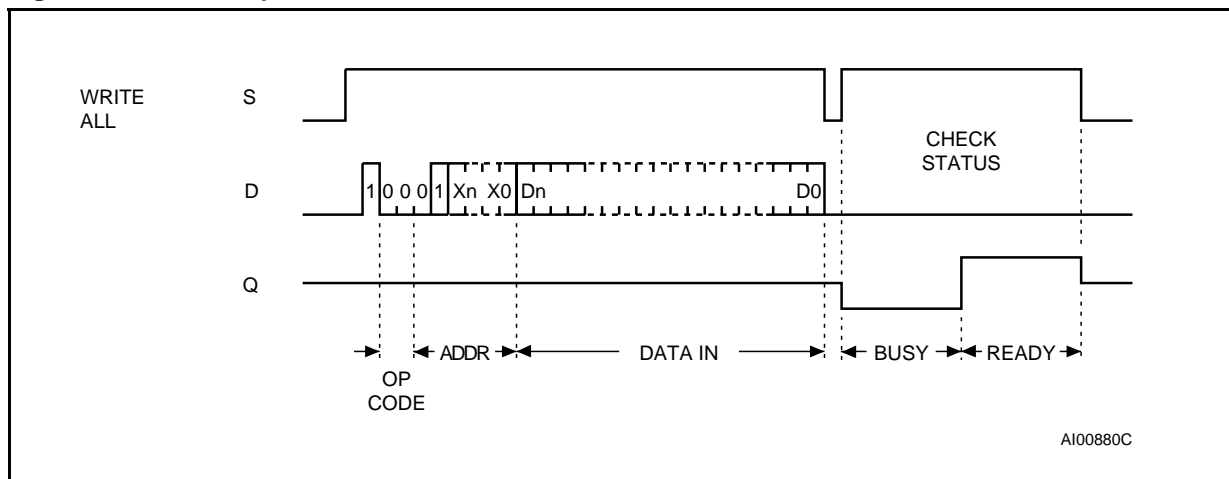 WRITE ALL
S
CHECK STATUS
D
1 0 0 0 1 Xn X0 Dn D0
Q
ADDR DATA IN BUSY READY
OP CODE
AI00880C